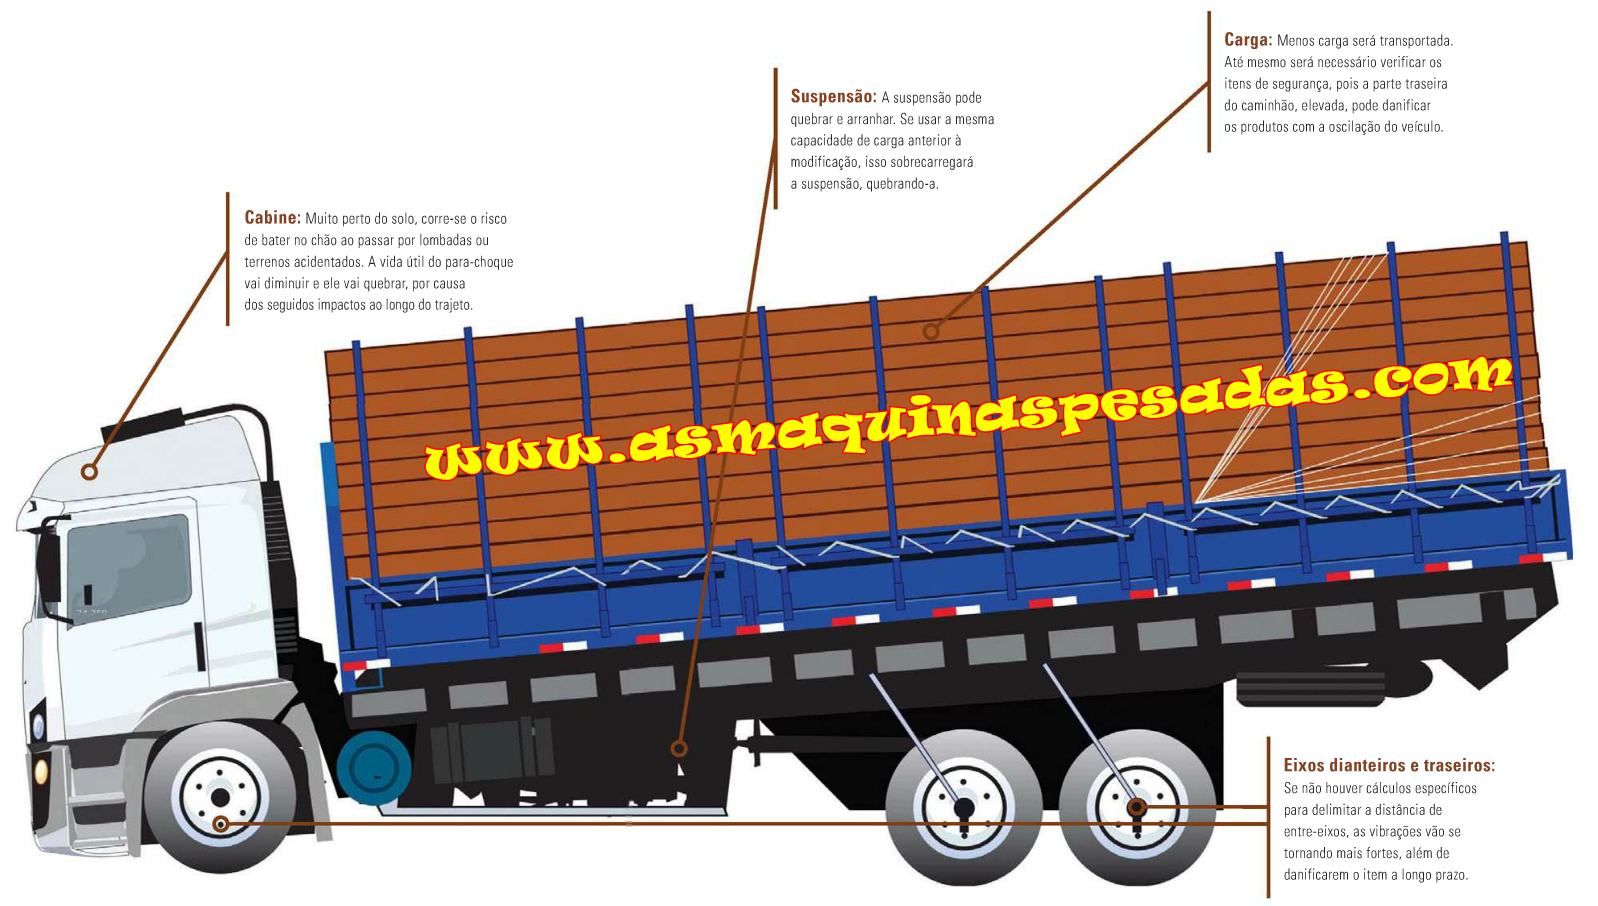 Carga: Menos carga será transportada.
Até mesmo será necessário verificar os
itens de segurança, pois a parte traseira
do caminhão, elevada, pode danificar
os produtos com a oscilação do veículo.
Suspensão: A suspensão pode
quebrar e arranhar. Se usar a mesma
capacidade de carga anterior à
modificação, isso sobrecarregará
a suspensão, quebrando-a.
Cabine: Muito perto do solo, corre-se o risco
de bater no chão ao passar por lombadas ou
terrenos acidentados. A vida útil do para-choque
vai diminuir e ele vai quebrar, por causa
dos seguidos impactos ao longo do trajeto.
www.asmaquinaspesadas.com
Eixos dianteiros e traseiros:
Se não houver cálculos específicos
para delimitar a distância de
entre-eixos, as vibrações vão se
tornando mais fortes, além de
danificarem o item a longo prazo.